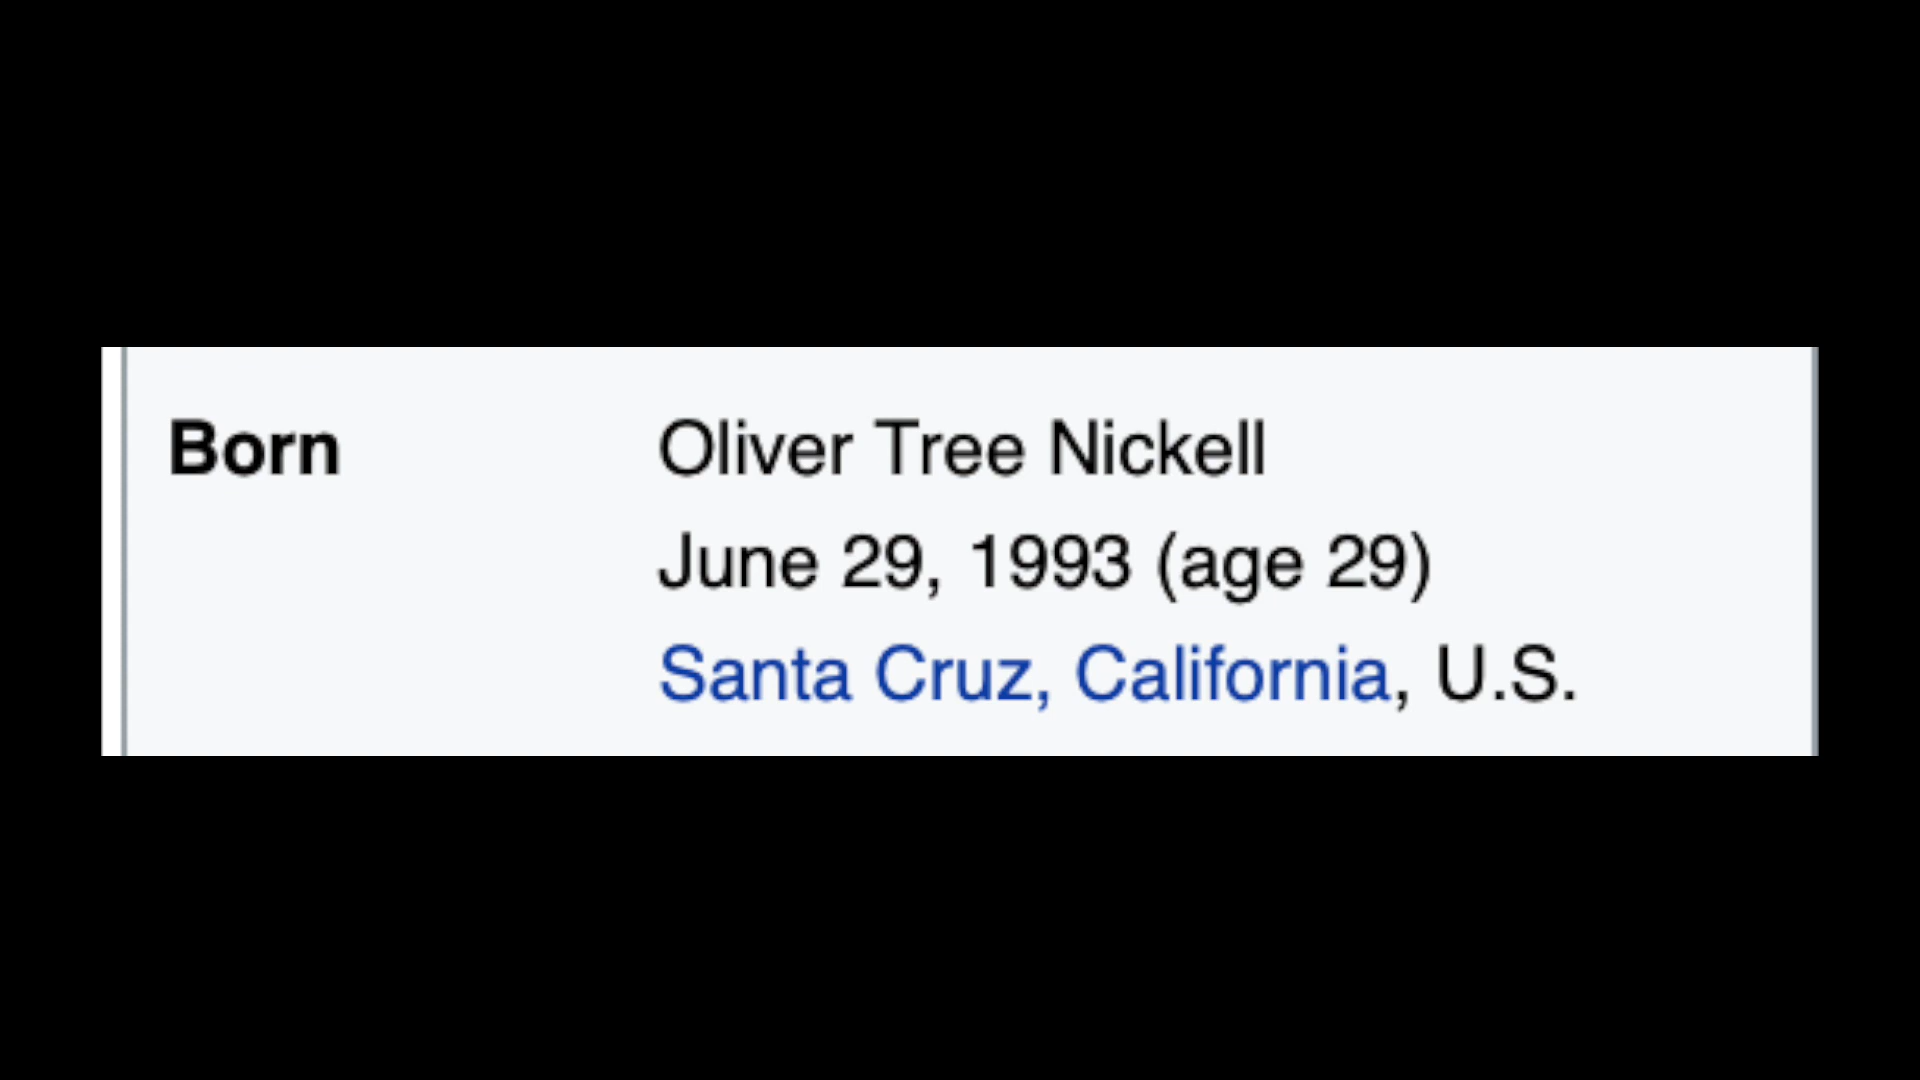 Born
Oliver Tree Nickell
June 29, 1993 (age 29)
Santa Cruz, California, U.S.